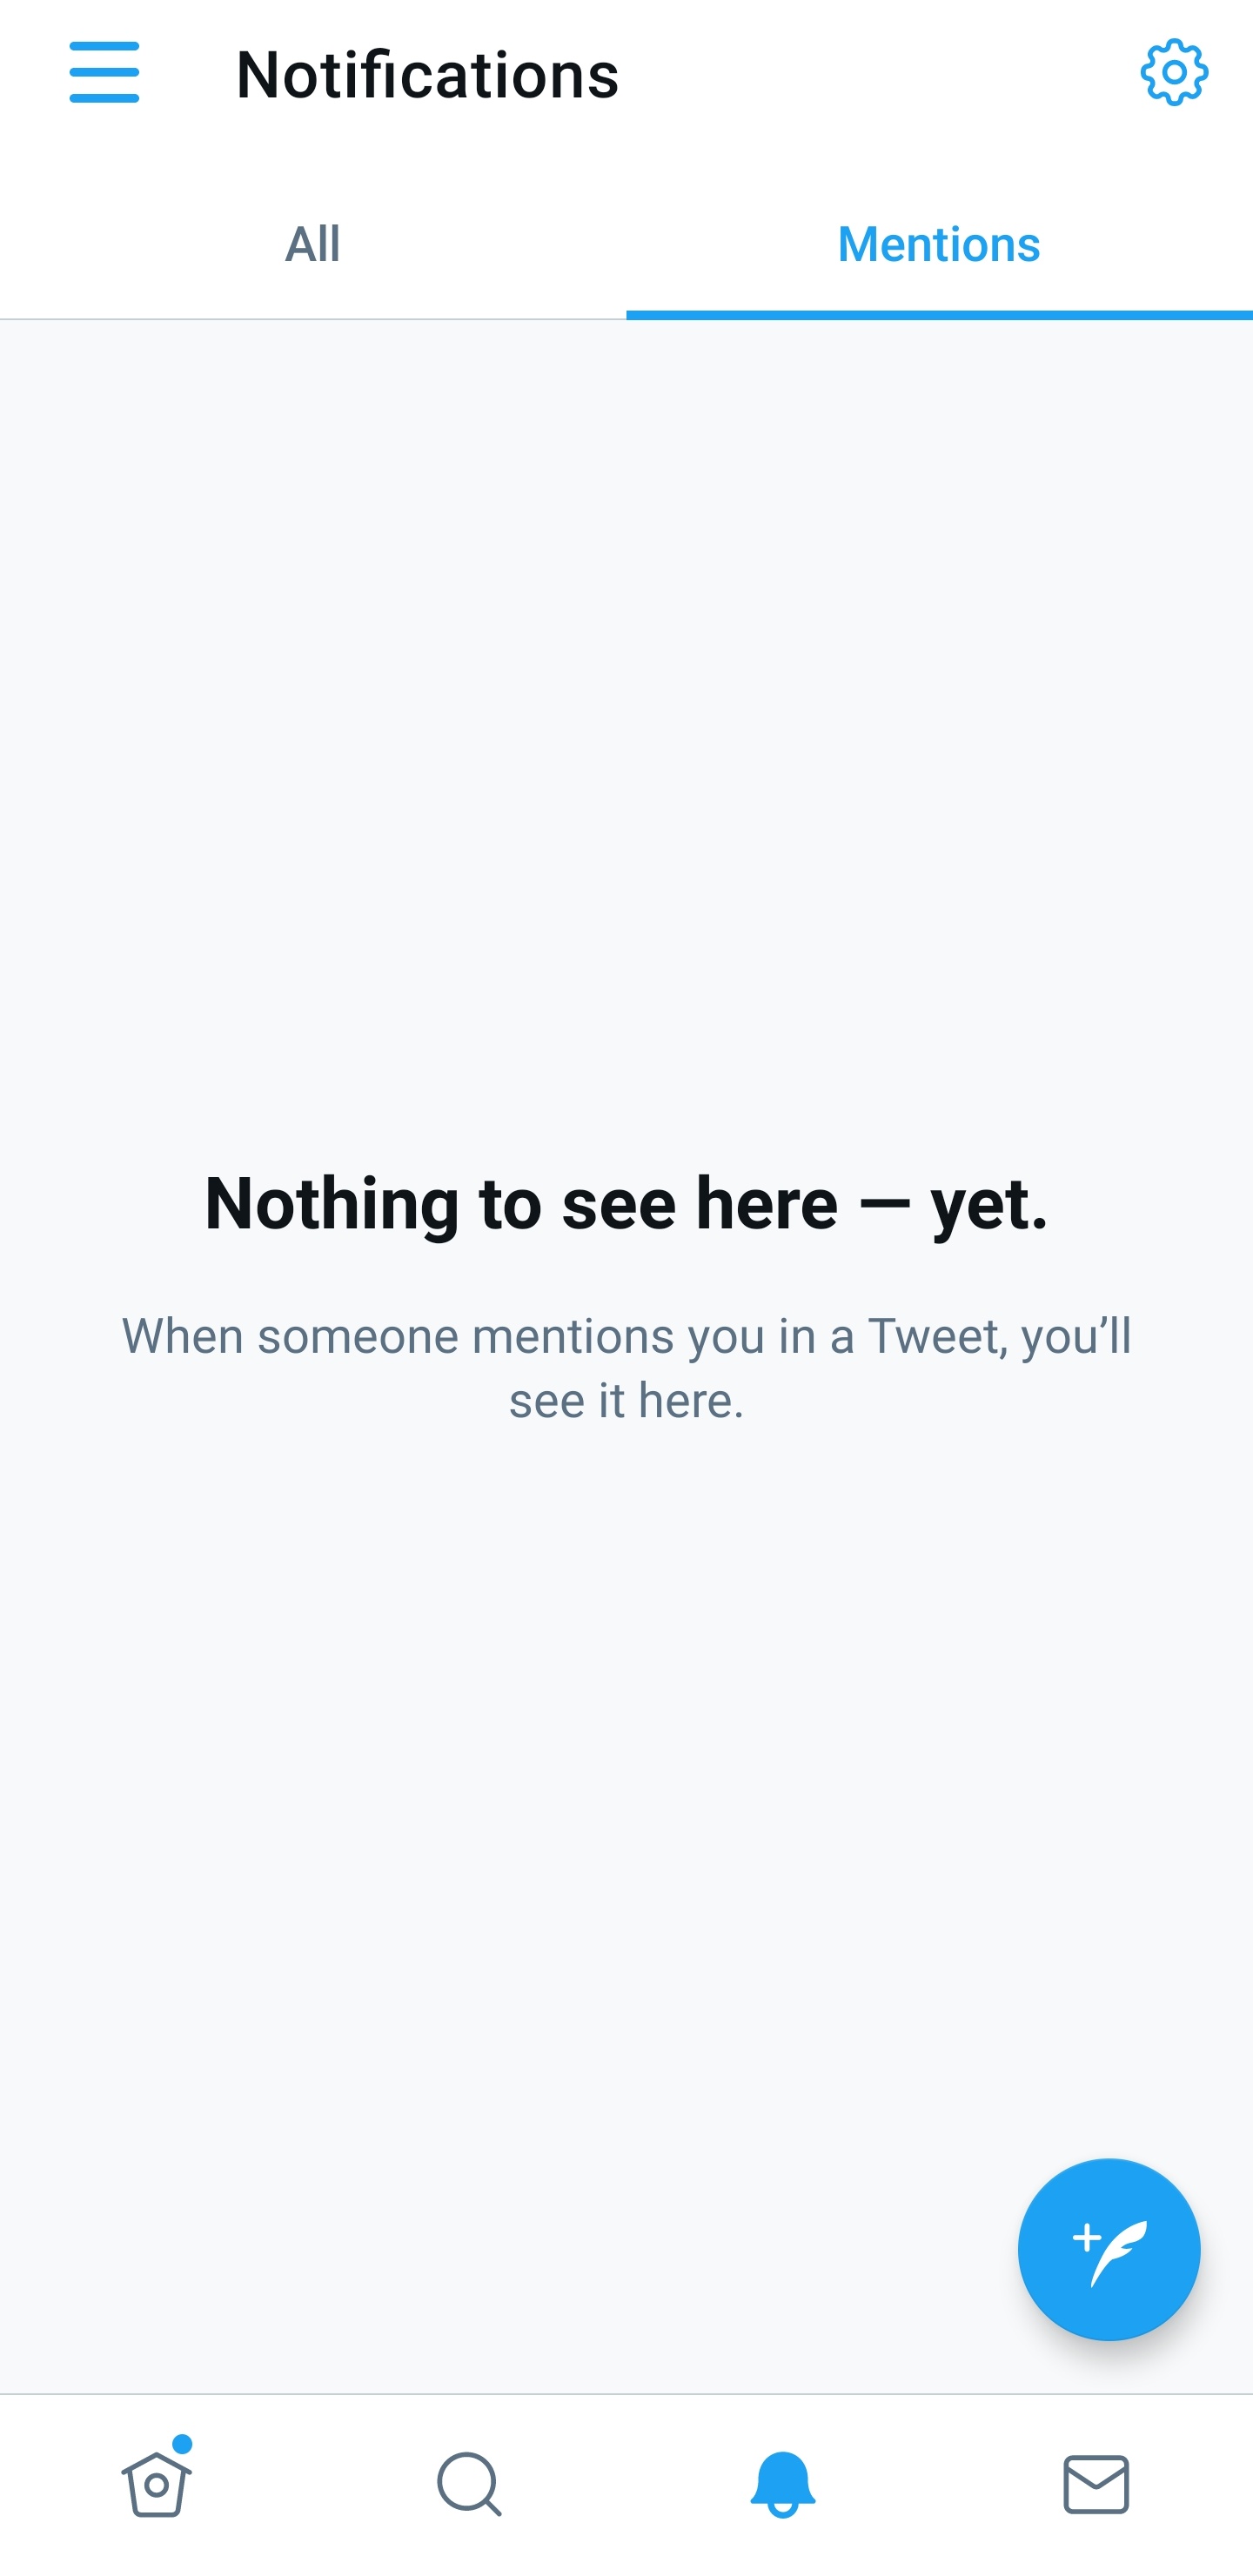 Notifications
All
Mentions
Nothing to see here — yet.
When someone mentions you in a Tweet, you’ll
see it here.